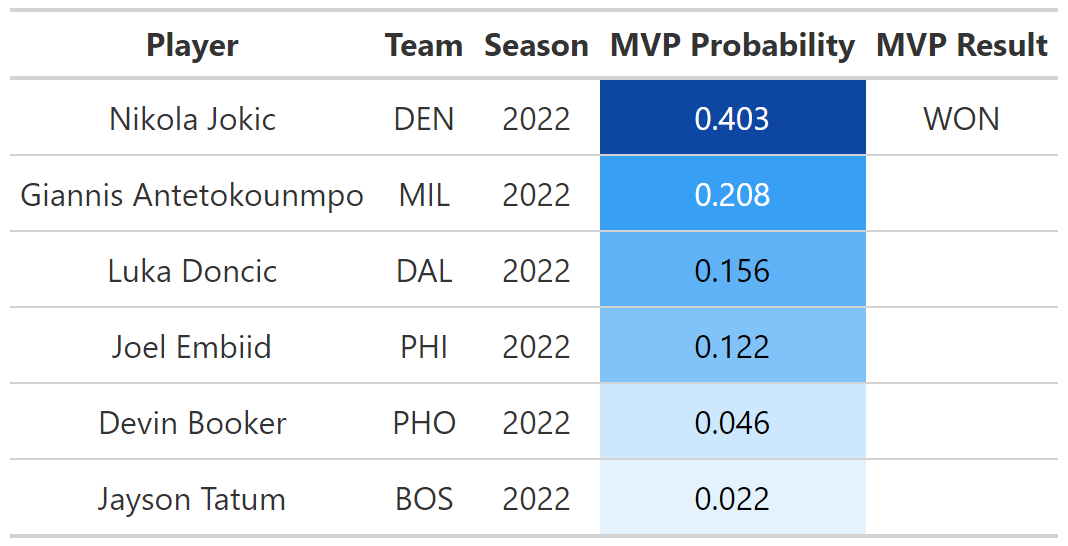 Player Team Season MVP Probability MVP Result
Nikola Jokic DEN 2022 0.403 WON
Giannis Antetokounmpo MIL 2022 0.208
Luka Doncic DAL 2022 0.156
Joel Embiid PHI 2022 0.122
Devin Booker PHO 2022 0.046
Jayson Tatum BOS 2022 0.022